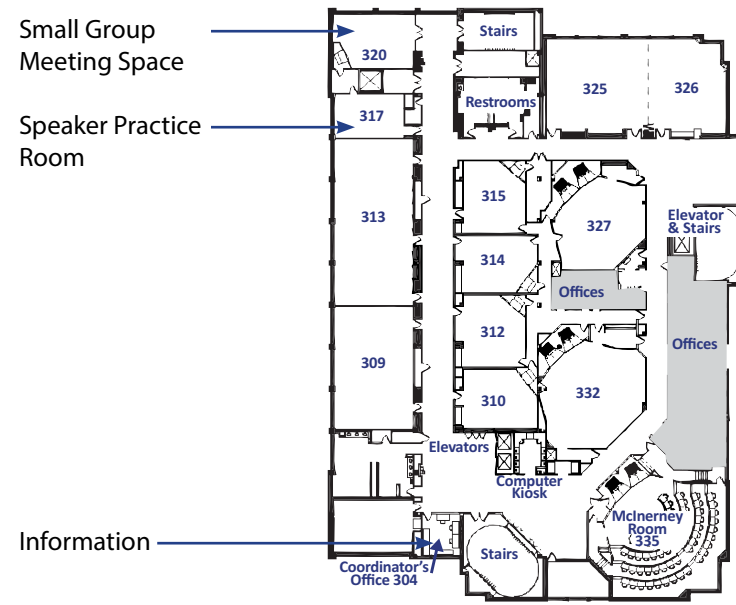 Small Group
Meeting Space
320
Stairs
Restrooms
325
326
317
Speaker Practice
Room
313
315
327
Elevator
& Stairs
314
Offices
312
309
Offices
310
332
Elevators
Computer
Kiosk
McInerney
Room
335
Information
Coordinator's
Office 304
Stairs